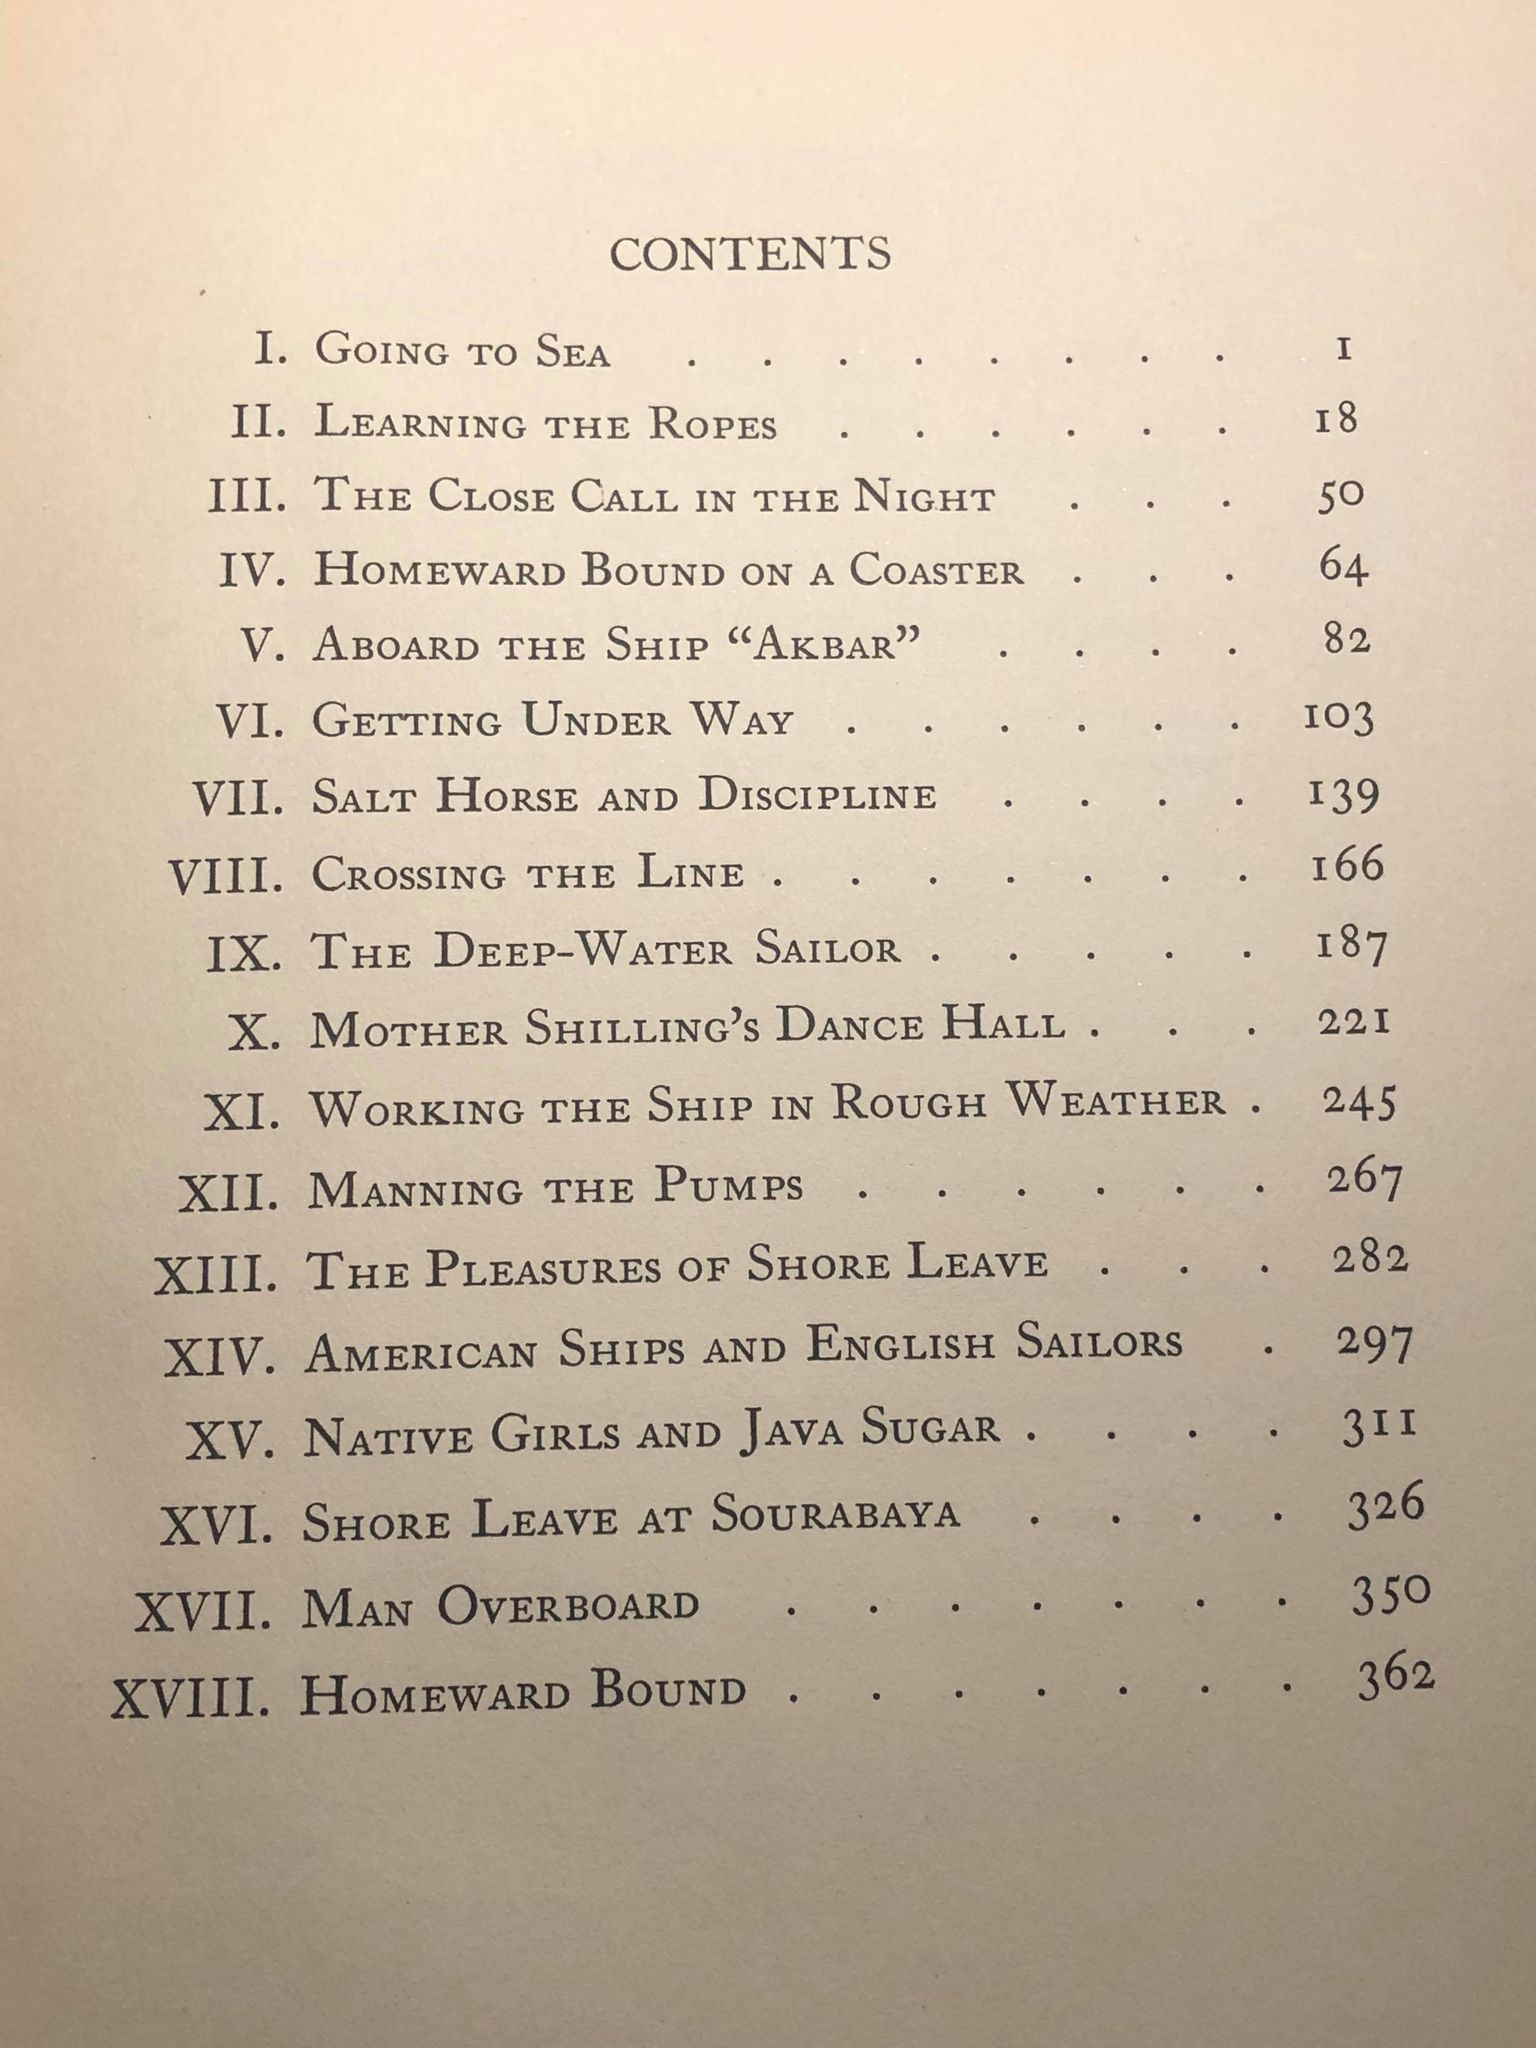 CONTENTS
I. Going to Sea . . . . . . . . 1
II. Learning the Ropes . . . . . . 18
III. The Close Call in the Night . . . 50
IV. Homeward Bound on a Coaster . . . 64
V. Aboard the Ship “Akbar” . . . . 82
VI. Getting Under Way . . . . . . 103
VII. Salt Horse and Discipline . . . . 139
VIII. Crossing the Line . . . . . . . 166
IX. The Deep-Water Sailor . . . . . 187
X. Mother Shilling’s Dance Hall . . . 221
XI. Working the Ship in Rough Weather . 245
XII. Manning the Pumps . . . . . . 267
XIII. The Pleasures of Shore Leave . . . 282
XIV. American Ships and English Sailors . 297
XV. Native Girls and Java Sugar . . . . 311
XVI. Shore Leave at Sourabaya . . . . 326
XVII. Man Overboard . . . . . . . 350
XVIII. Homeward Bound . . . . . . . 362